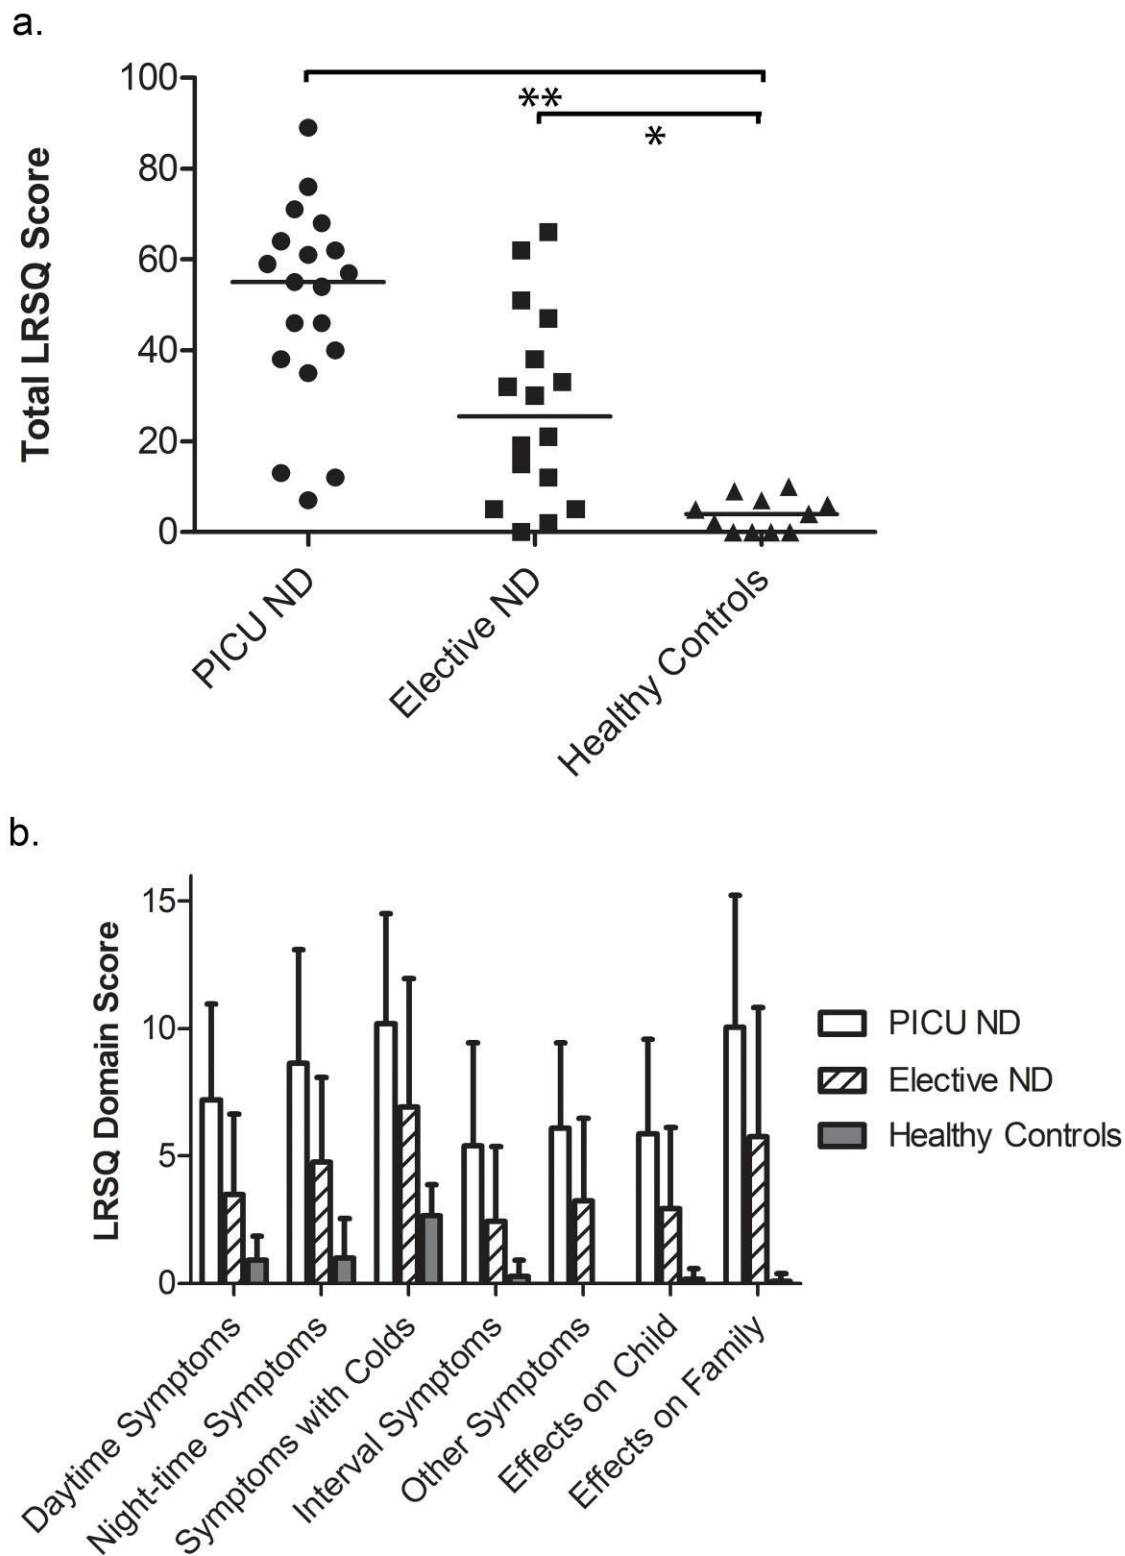 a.
Total LRSQ Score
100
80
60
40
20
0
**
*
PICU ND
Elective ND
Healthy Controls
b.
LRSQ Domain Score
15
10
5
0
PICU ND
Elective ND
Healthy Controls
Daytime Symptoms
Night-time Symptoms
Symptoms with Colds
Interval Symptoms
Other Symptoms
Effects on Child
Effects on Family